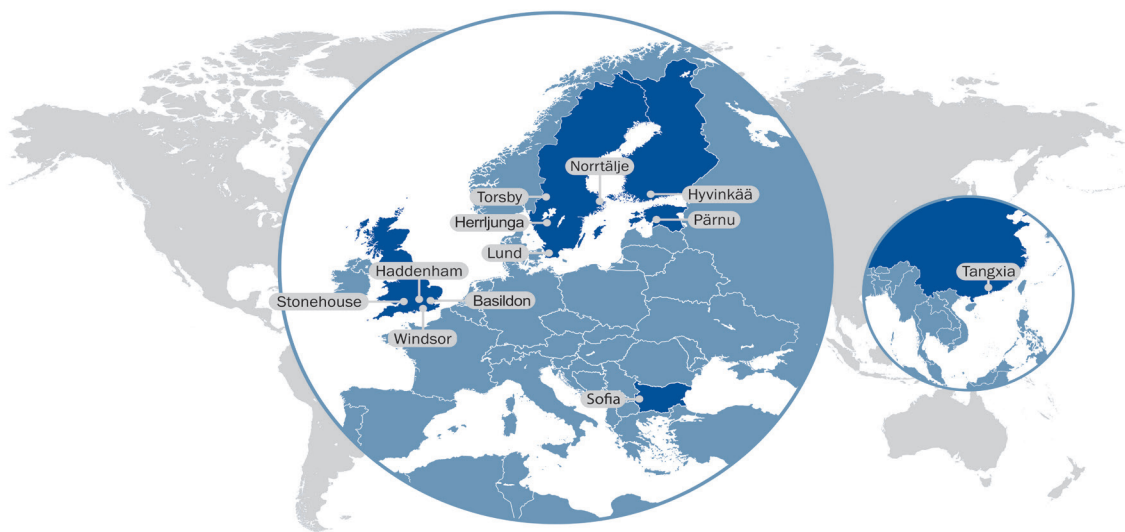 Norrtälje
Torsby
Hyvinkää
Herrljunga
Pärnu
Lund
Haddenham
Tangxia
Stonehouse
Basildon
Windsor
Sofia